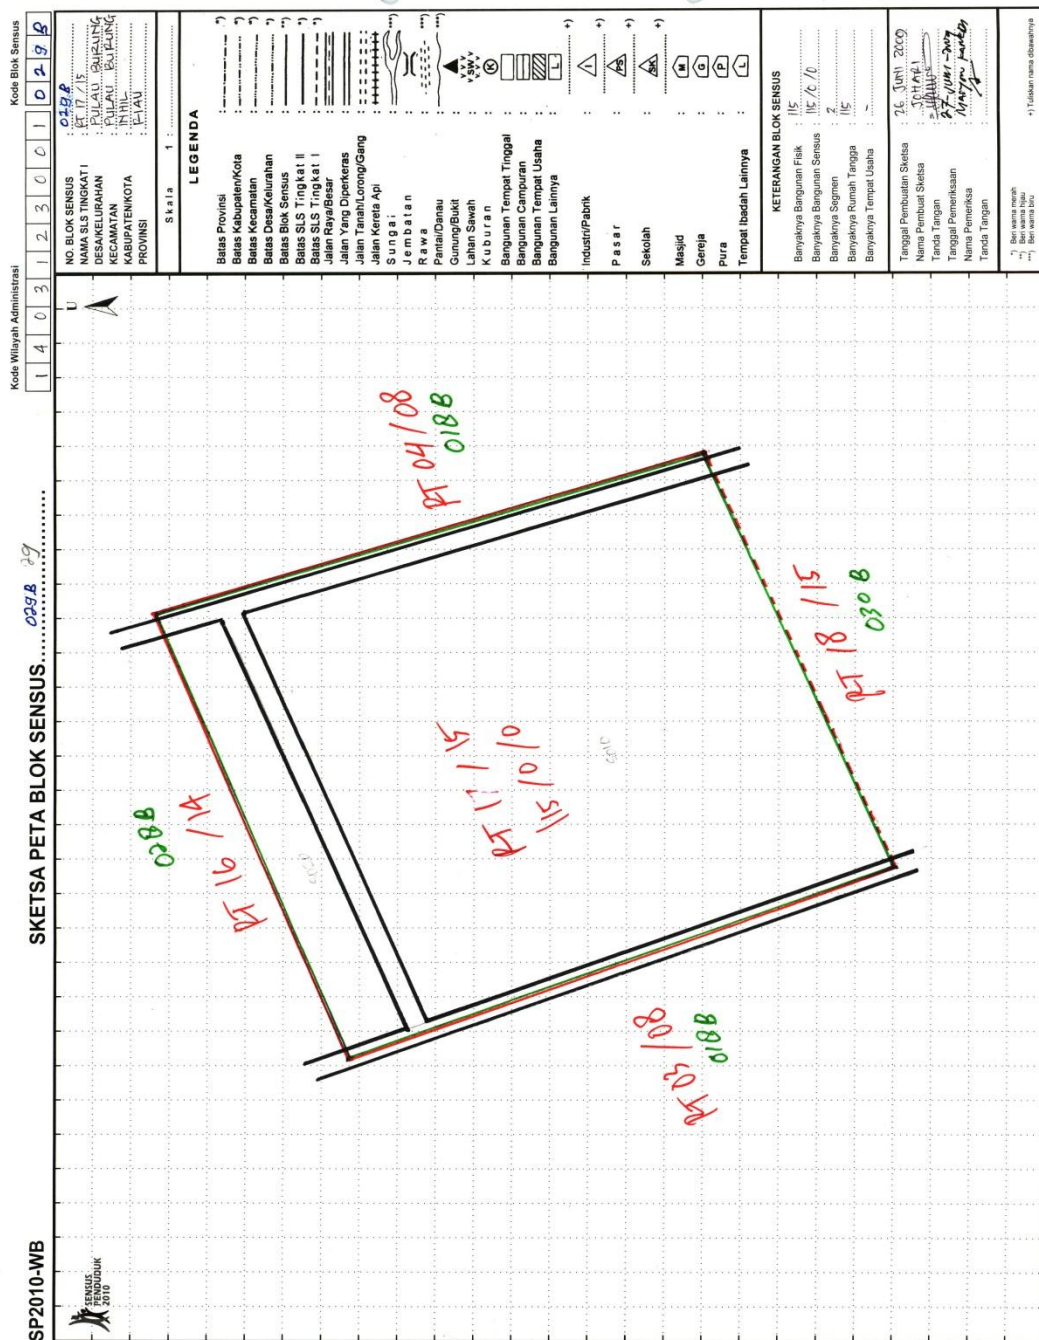 SP2010-WB
SENSUS
PENDUDUK
2010
SKETSA PETA BLOK SENSUS 029B 29
Kode Wilayah Administrasi
1 4 0 3 1 2 3 0 0 1
Kode Blok Sensus
0 2 9 B
U
NO. BLOK SENSUS : 029B
NAMA SLS TINGKAT I : RT 17 / 15
DESA/KELURAHAN : PULAU BURUNG
KECAMATAN : PULAU BURUNG
KABUPATEN/KOTA : INHIL
PROVINSI : RIAU
Skala 1 :
LEGENDA
Batas Provinsi : *)
Batas Kabupaten/Kota : *)
Batas Kecamatan : *)
Batas Desa/Kelurahan : *)
Batas Blok Sensus : **)
Batas SLS Tingkat II : *)
Batas SLS Tingkat I : *)
Jalan Raya/Besar :
Jalan Yang Diperkeras :
Jalan Tanah/Lorong/Gang :
Jalan Kereta Api :
Sungai : ***)
Jembatan :
Rawa : ***)
Pantai/Danau : ***)
Gunung/Bukit :
Lahan Sawah : SW
Kuburan : K
Bangunan Tempat Tinggal :
Bangunan Campuran :
Bangunan Tempat Usaha :
Bangunan Lainnya : L
Industri/Pabrik : I +)
Pasar : PS +)
Sekolah : SK +)
Masjid : M
Gereja : G
Pura : P
Tempat Ibadah Lainnya : L
KETERANGAN BLOK SENSUS
Banyaknya Bangunan Fisik : 115
Banyaknya Bangunan Sensus : 115 / 0 / 0
Banyaknya Segmen : 2
Banyaknya Rumah Tangga : 115
Banyaknya Tempat Usaha : -
Tanggal Pembuatan Sketsa : 26 JUNI 2009
Nama Pembuat Sketsa : JOHARI
Tanda Tangan :
Tanggal Pemeriksaan : 27-JUNI-2009
Nama Pemeriksa :
Tanda Tangan :
*) Beri warna merah
**) Beri warna hijau
***) Beri warna biru
+) Tuliskan nama dibawahnya
028B
RT 16 / 14
RT 04 / 08
018B
RT 17 / 15
115 / 0 / 0
RT 03 / 08
018B
RT 18 / 15
030B